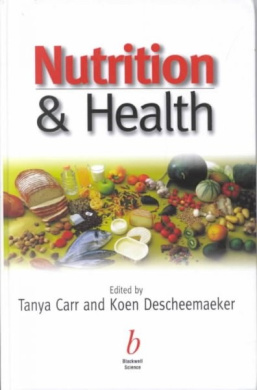 Nutrition
& Health
Edited by
Tanya Carr and Koen Descheemaeker
b
Blackwell
Science